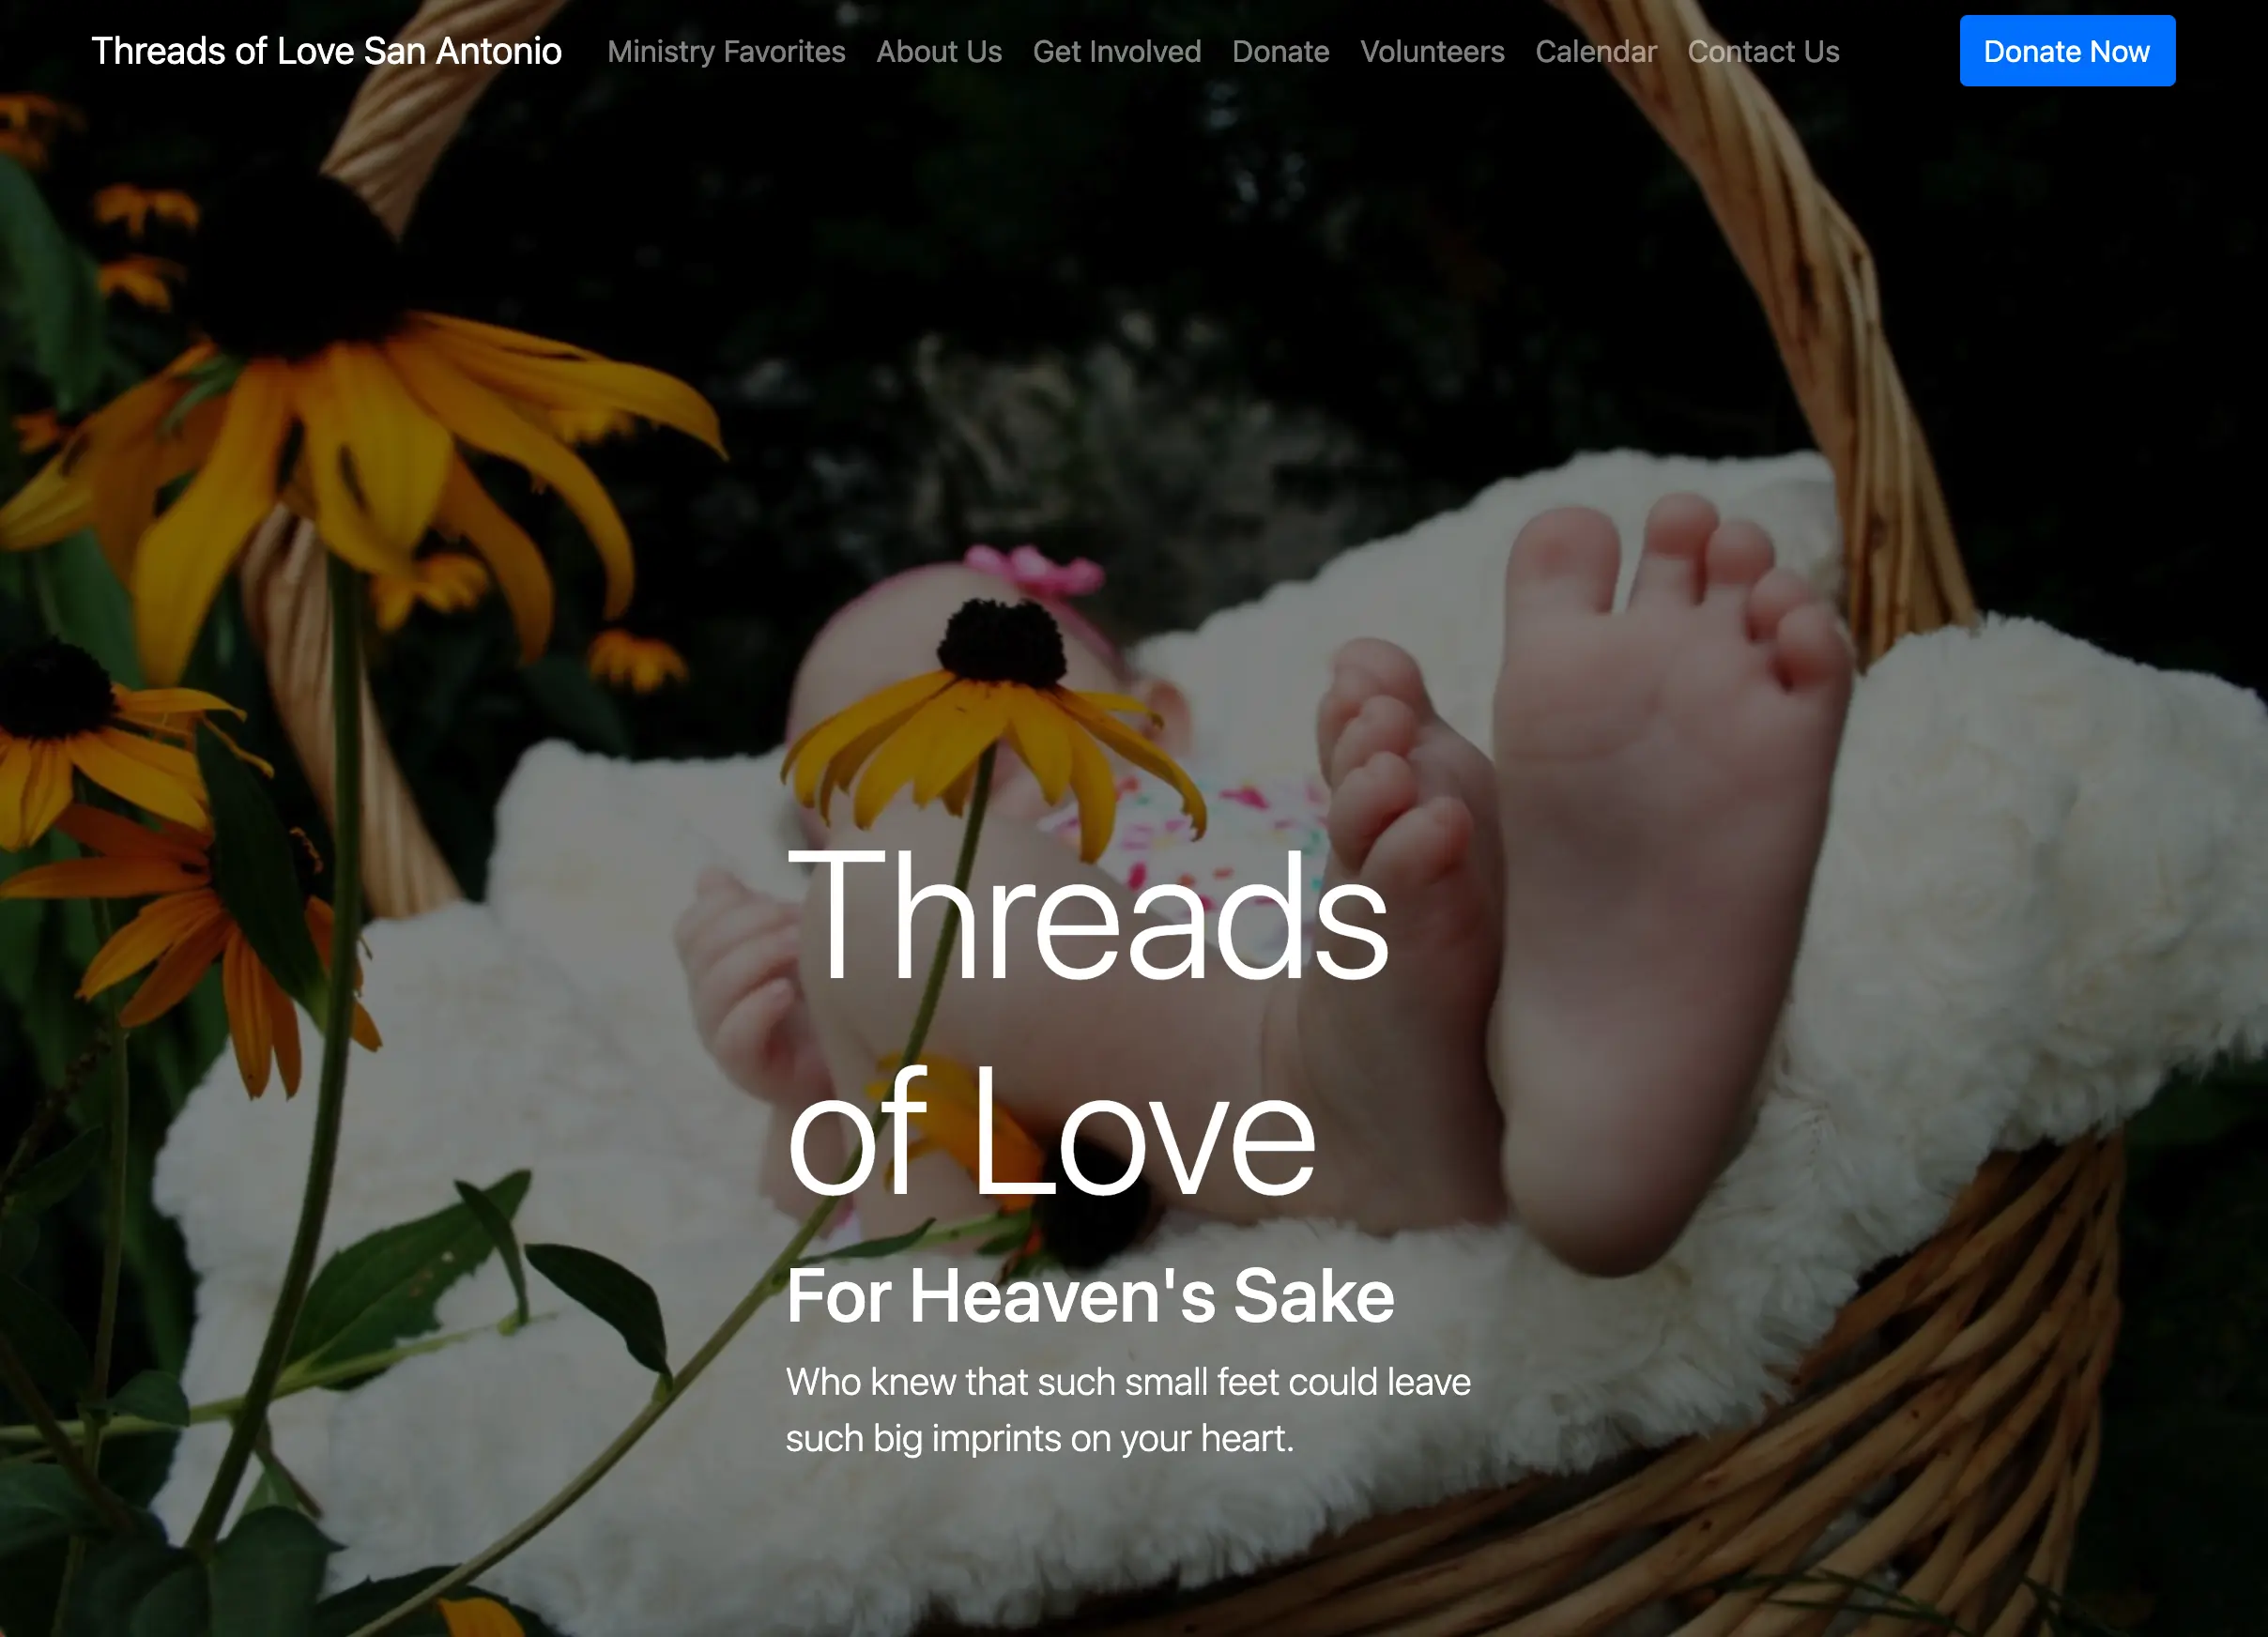 Threads of Love San Antonio Ministry Favorites About Us Get Involved Donate Volunteers Calendar Contact Us Donate Now
Threads
of Love
For Heaven's Sake
Who knew that such small feet could leave
such big imprints on your heart.